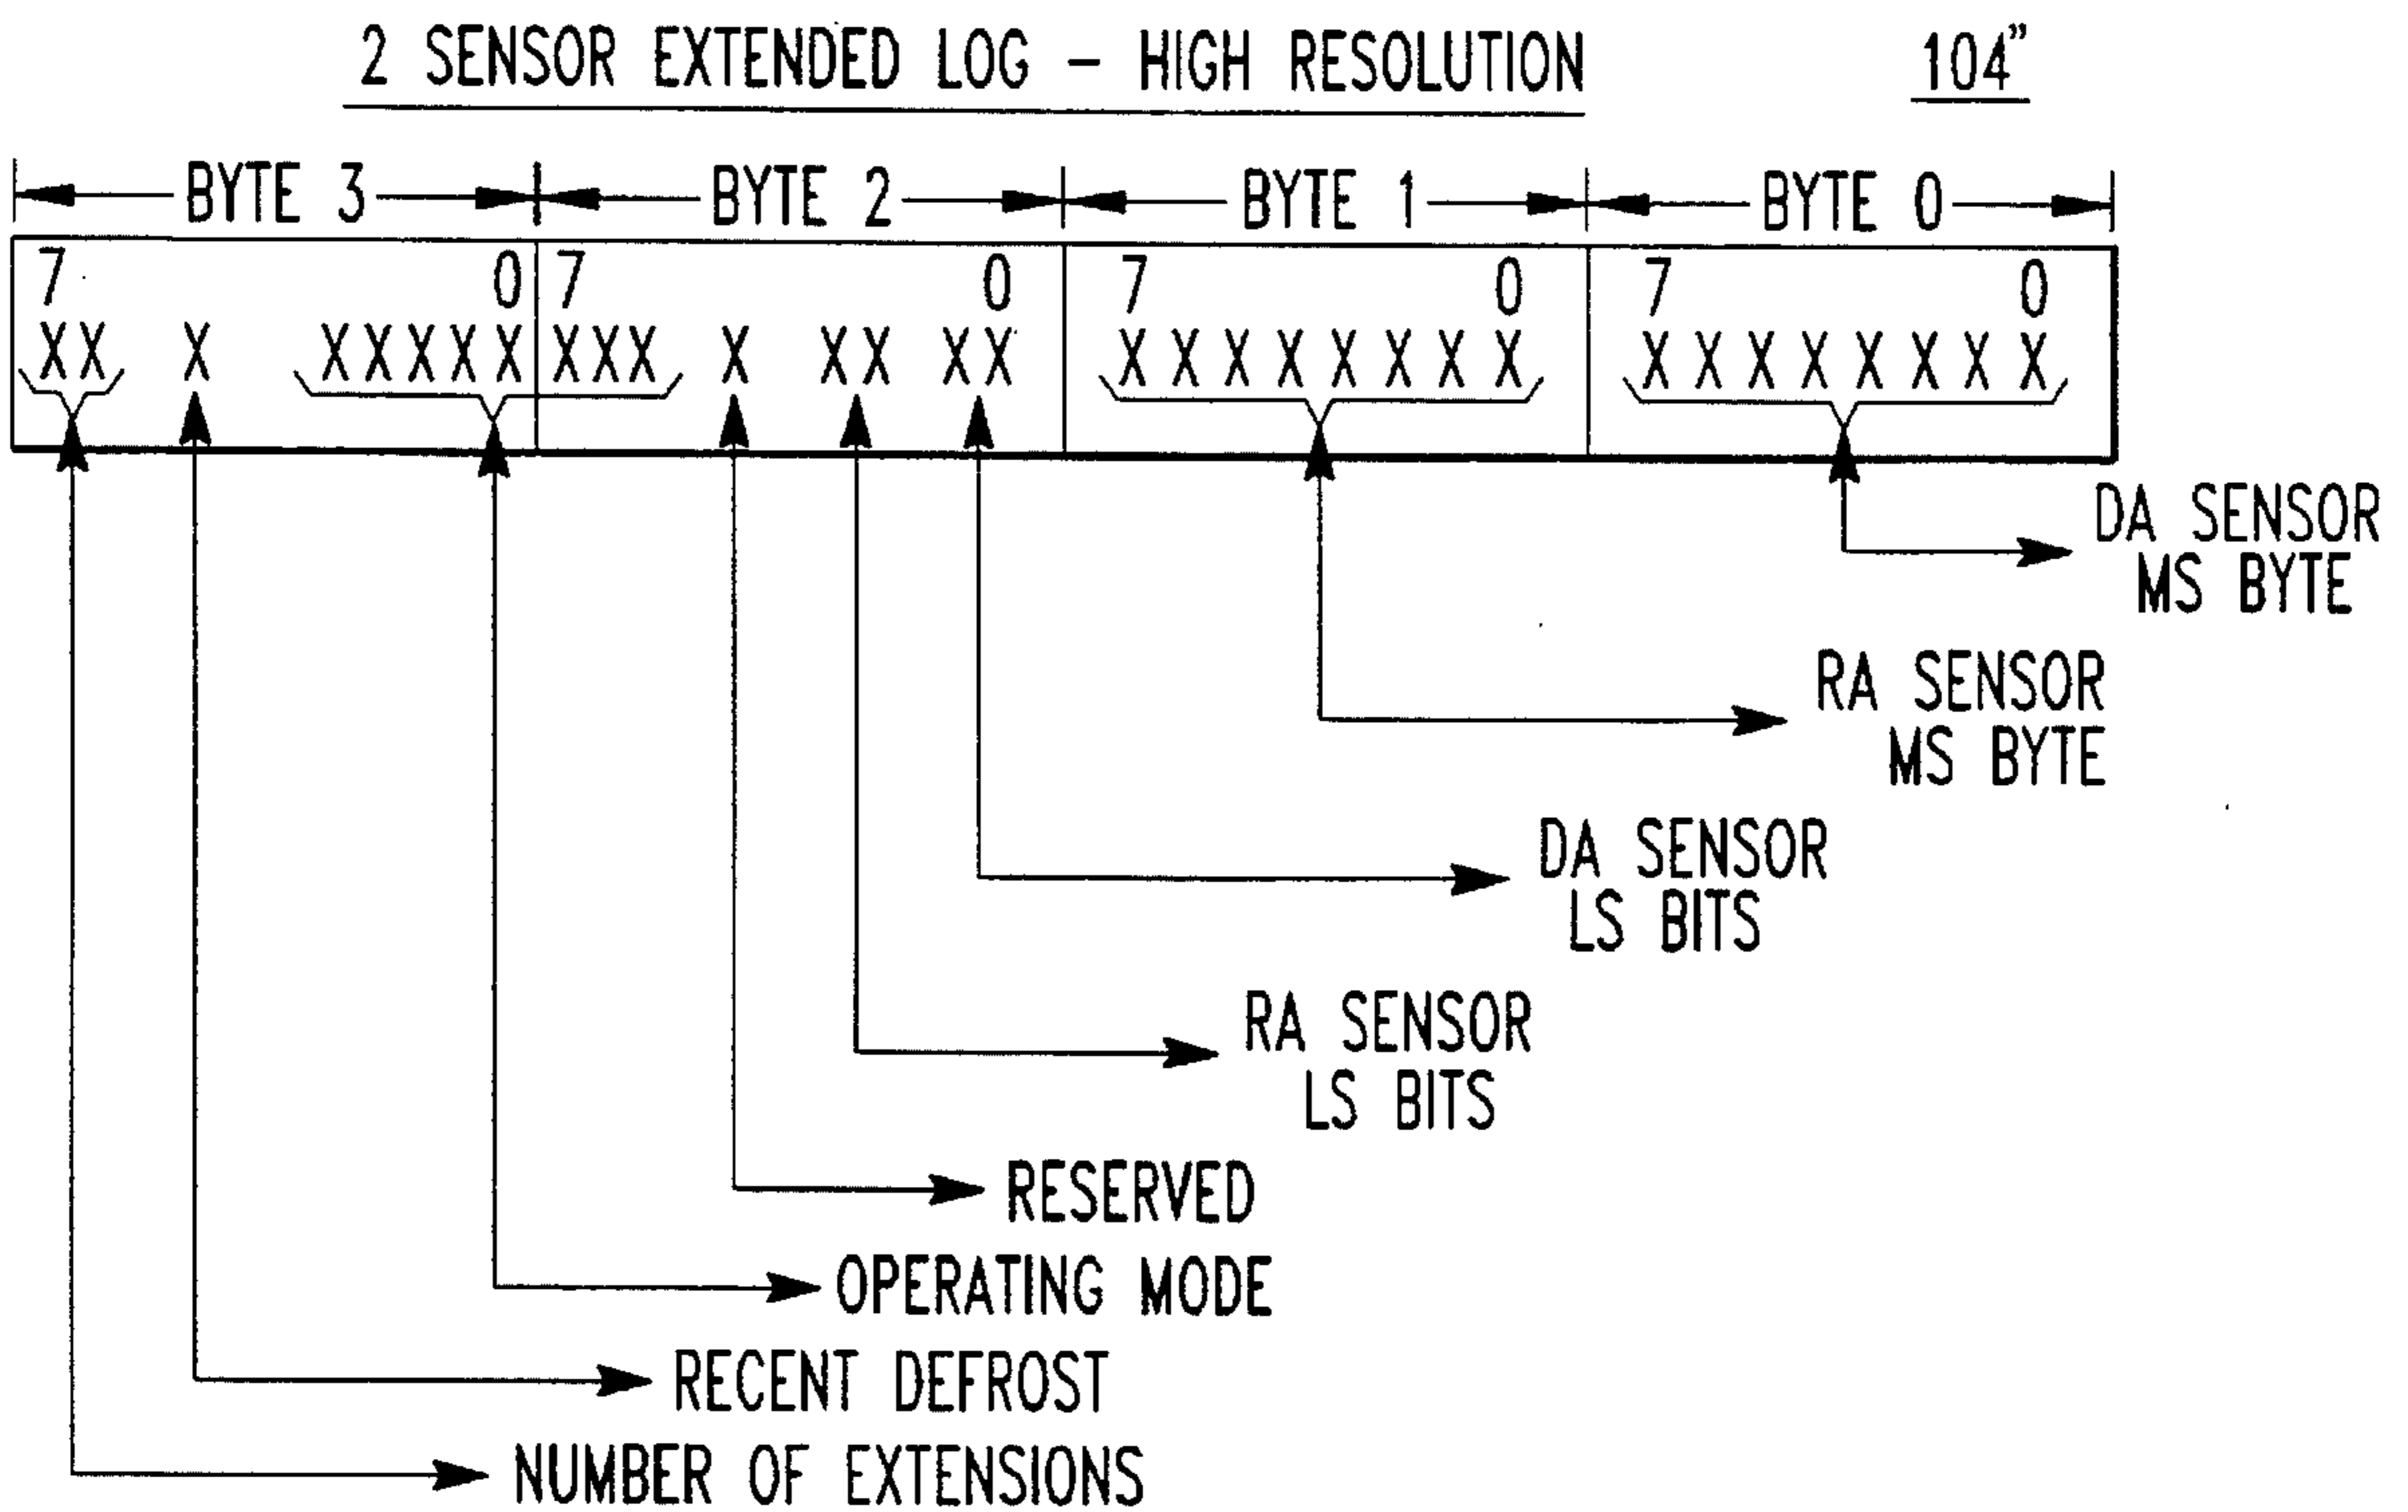 2 SENSOR EXTENDED LOG – HIGH RESOLUTION 104"
BYTE 3 BYTE 2 BYTE 1 BYTE 0
7 0 7 0 7 0 7 0
XX X XXXXX XXX X XX XX XXXXXXXX XXXXXXXX
DA SENSOR
MS BYTE
RA SENSOR
MS BYTE
DA SENSOR
LS BITS
RA SENSOR
LS BITS
RESERVED
OPERATING MODE
RECENT DEFROST
NUMBER OF EXTENSIONS